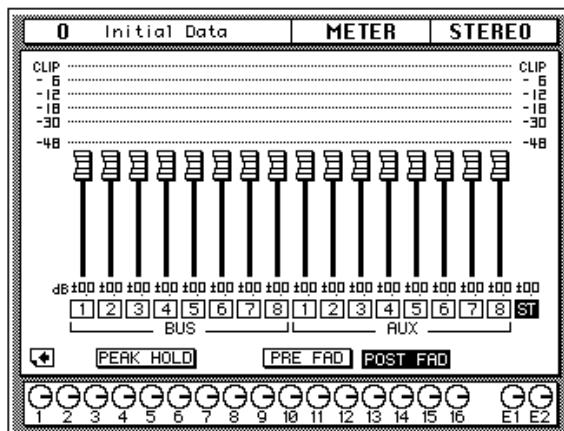 0 Initial Data METER STEREO
CLIP CLIP
- 6 - 6
-12 -12
-18 -18
-30 -30
-48 -48
dB ±00 ±00 ±00 ±00 ±00 ±00 ±00 ±00 ±00 ±00 ±00 ±00 ±00 ±00 ±00 ±00 ±00
1 2 3 4 5 6 7 8 1 2 3 4 5 6 7 8 ST
BUS AUX
PEAK HOLD PRE FAD POST FAD
1 2 3 4 5 6 7 8 9 10 11 12 13 14 15 16 E1 E2